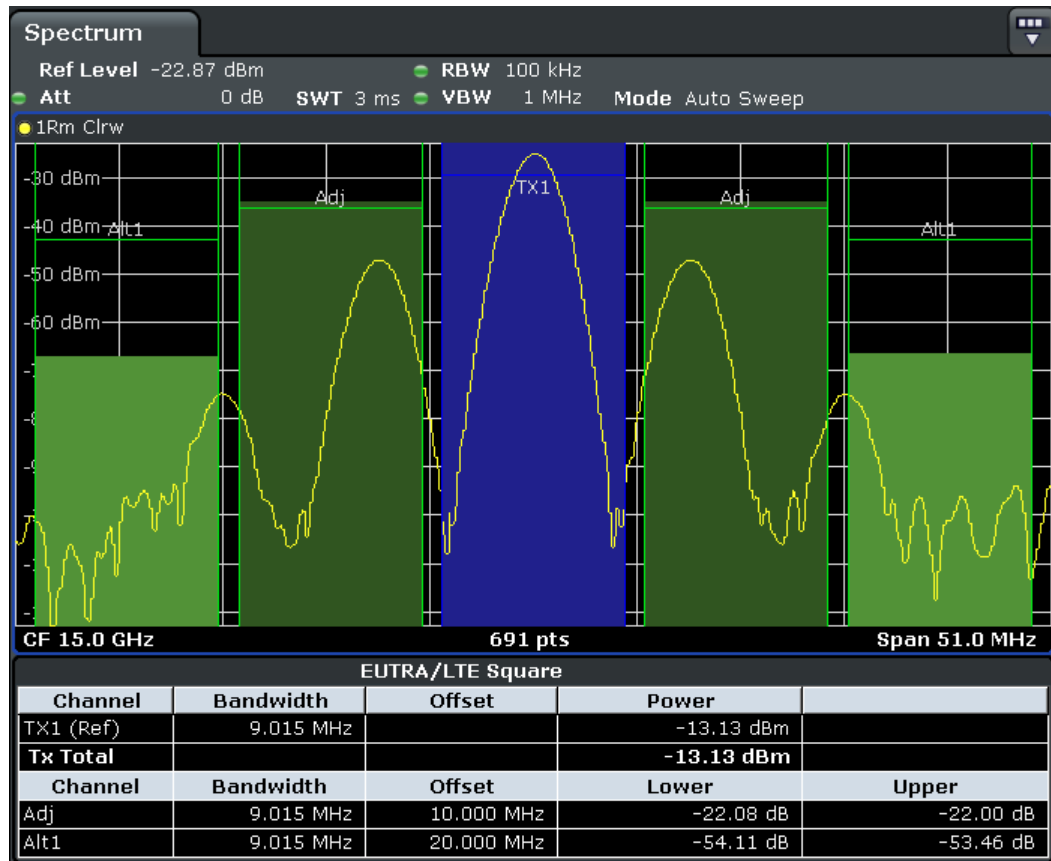 Spectrum
Ref Level -22.87 dBm RBW 100 kHz
Att 0 dB SWT 3 ms VBW 1 MHz Mode Auto Sweep
1Rm Clrw
-30 dBm
TX1
Adj Adj
-40 dBm
Alt1 Alt1
-50 dBm
-60 dBm
CF 15.0 GHz 691 pts Span 51.0 MHz
EUTRA/LTE Square
Channel Bandwidth Offset Power
TX1 (Ref) 9.015 MHz -13.13 dBm
Tx Total -13.13 dBm
Channel Bandwidth Offset Lower Upper
Adj 9.015 MHz 10.000 MHz -22.08 dB -22.00 dB
Alt1 9.015 MHz 20.000 MHz -54.11 dB -53.46 dB